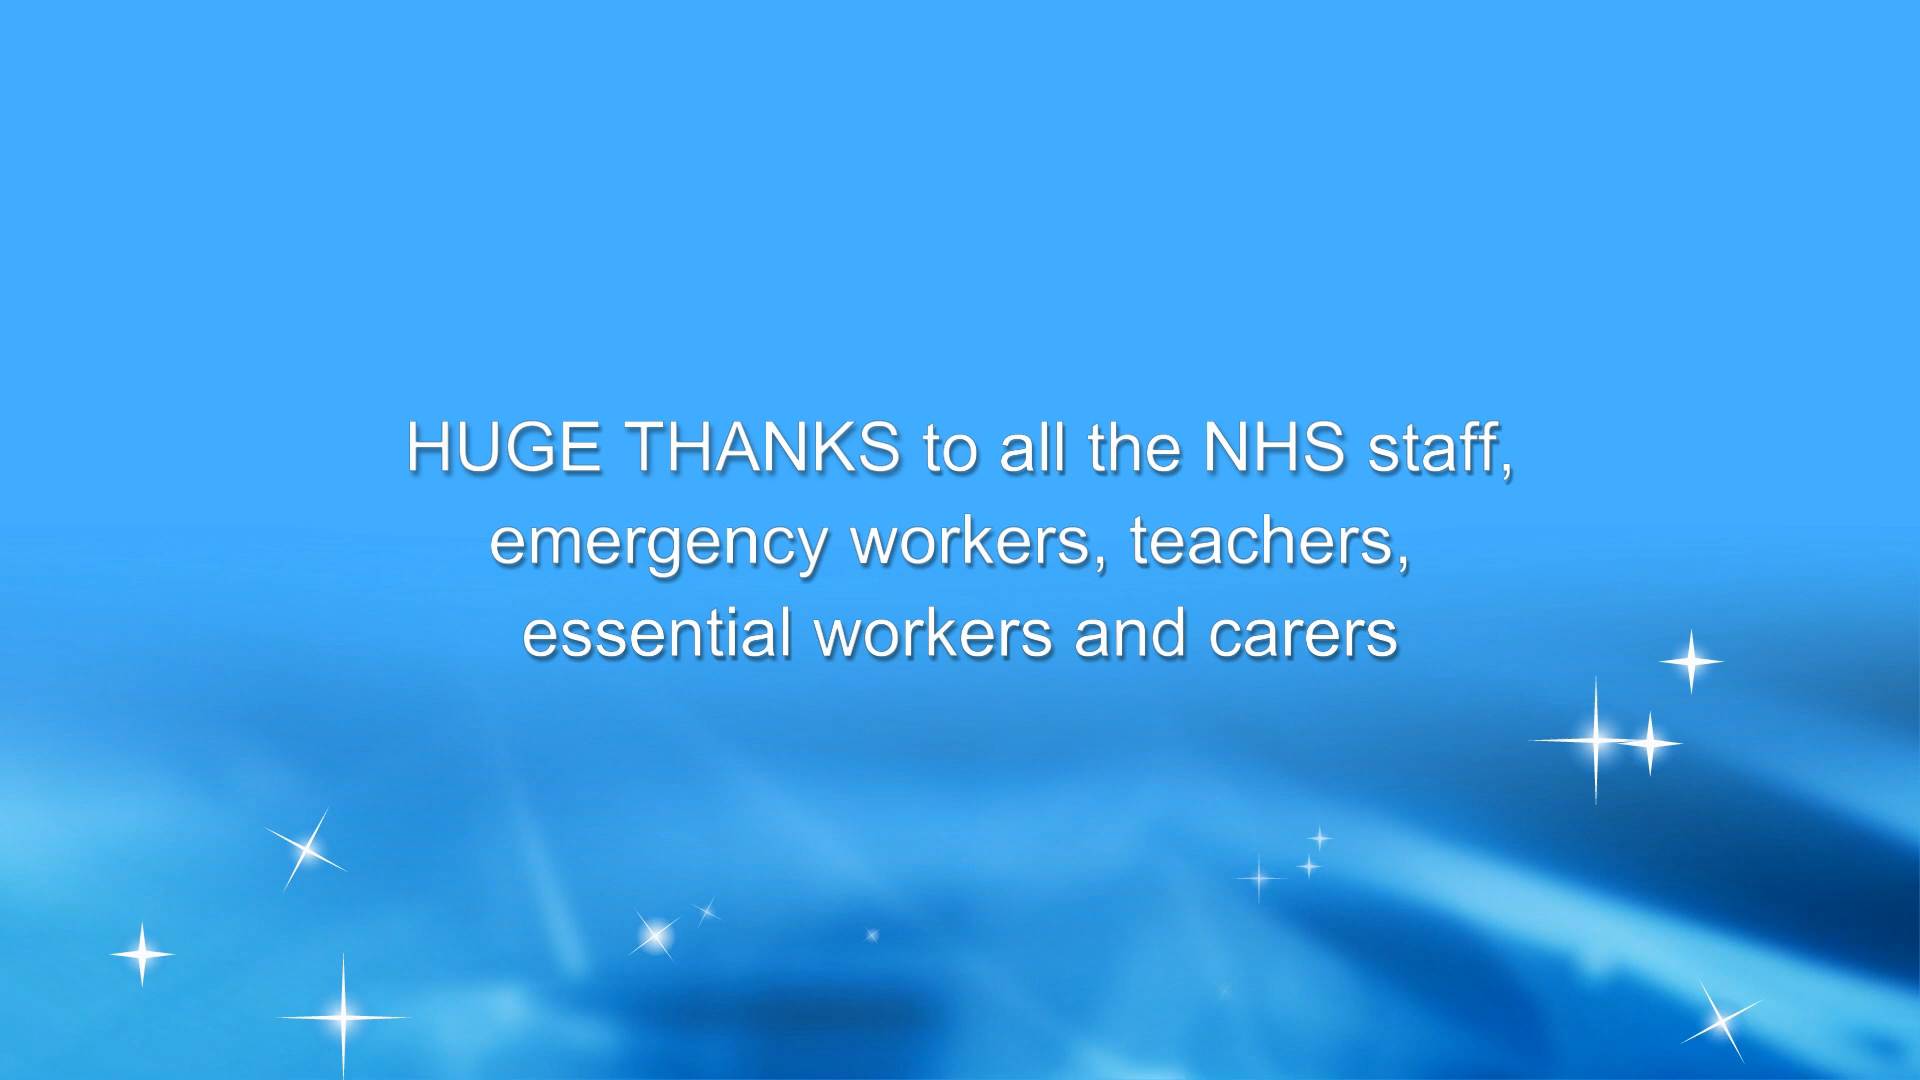 HUGE THANKS to all the NHS staff,
emergency workers, teachers,
essential workers and carers